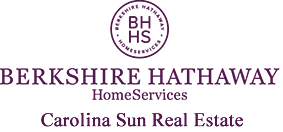 BERKSHIRE HATHAWAY
BH
HS
HOMESERVICES
BERKSHIRE HATHAWAY
HomeServices
Carolina Sun Real Estate